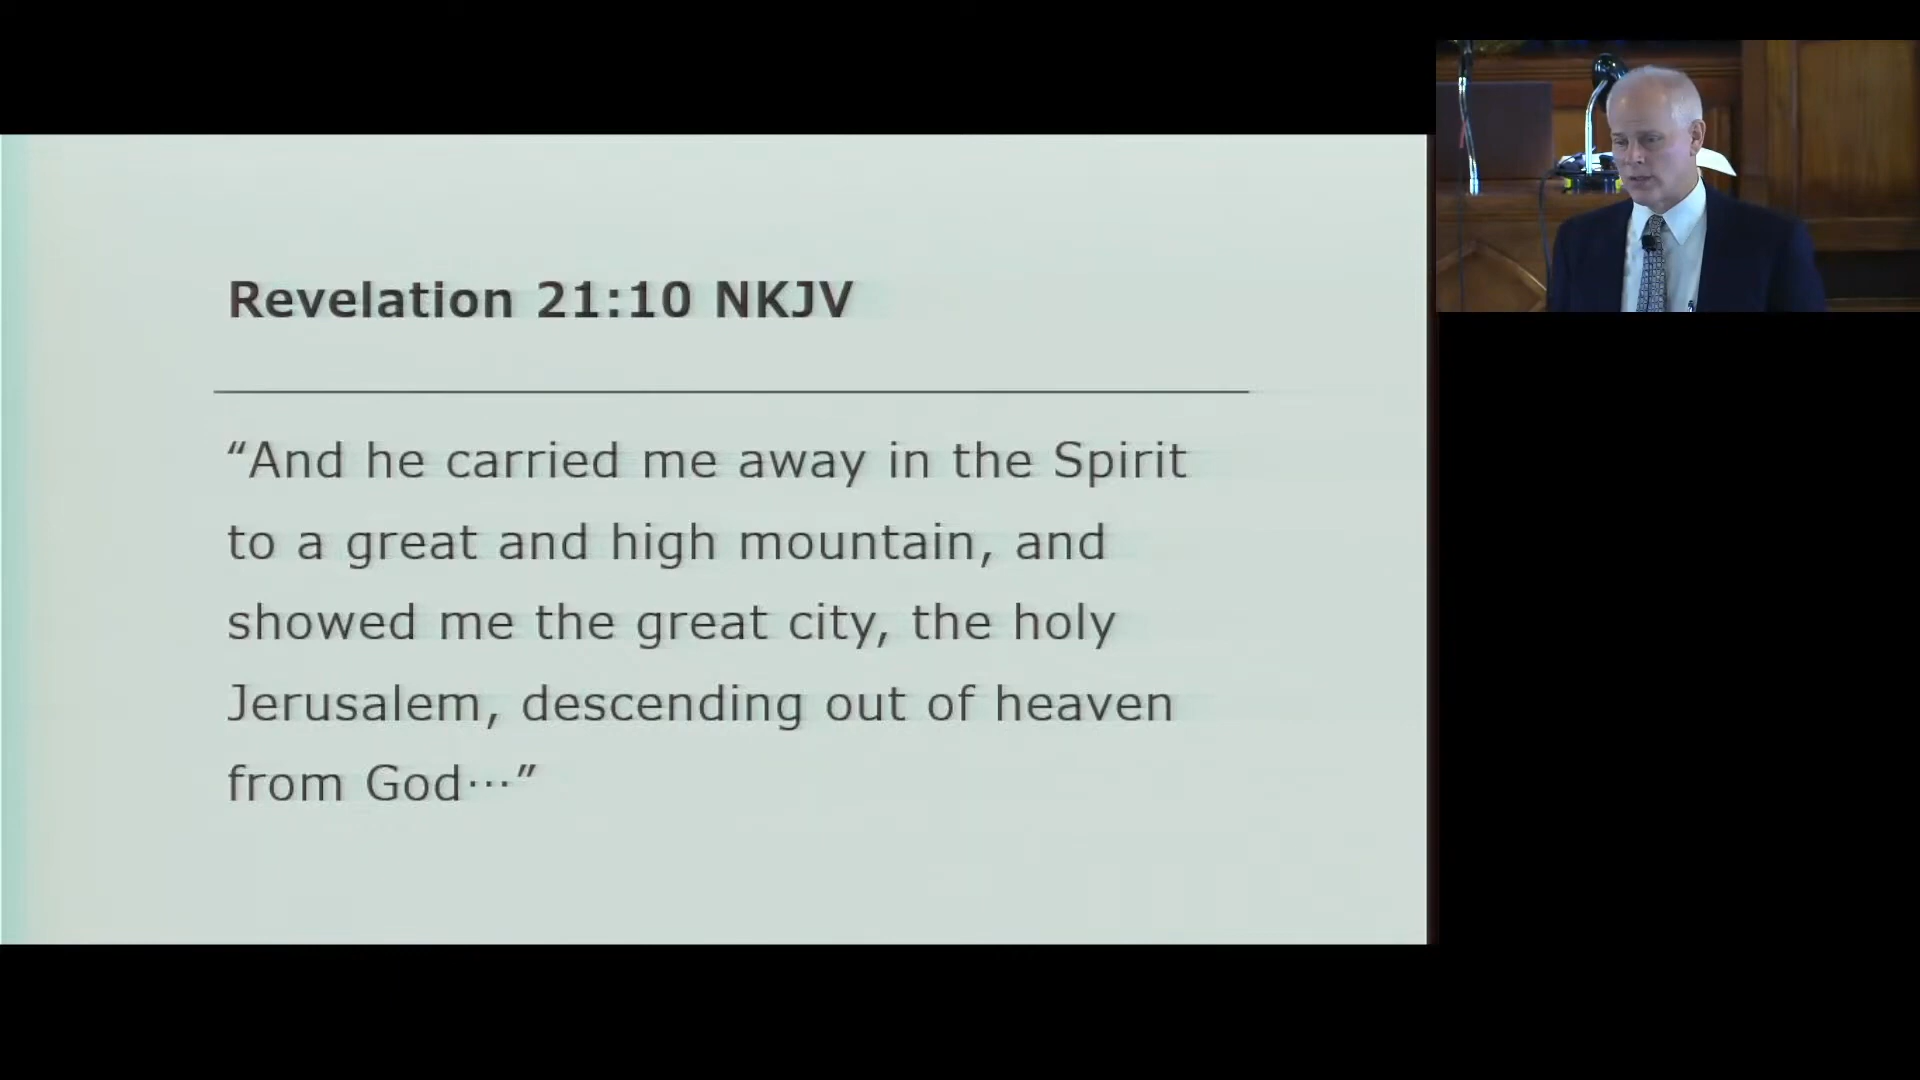 Revelation 21:10 NKJV
“And he carried me away in the Spirit
to a great and high mountain, and
showed me the great city, the holy
Jerusalem, descending out of heaven
from God…”